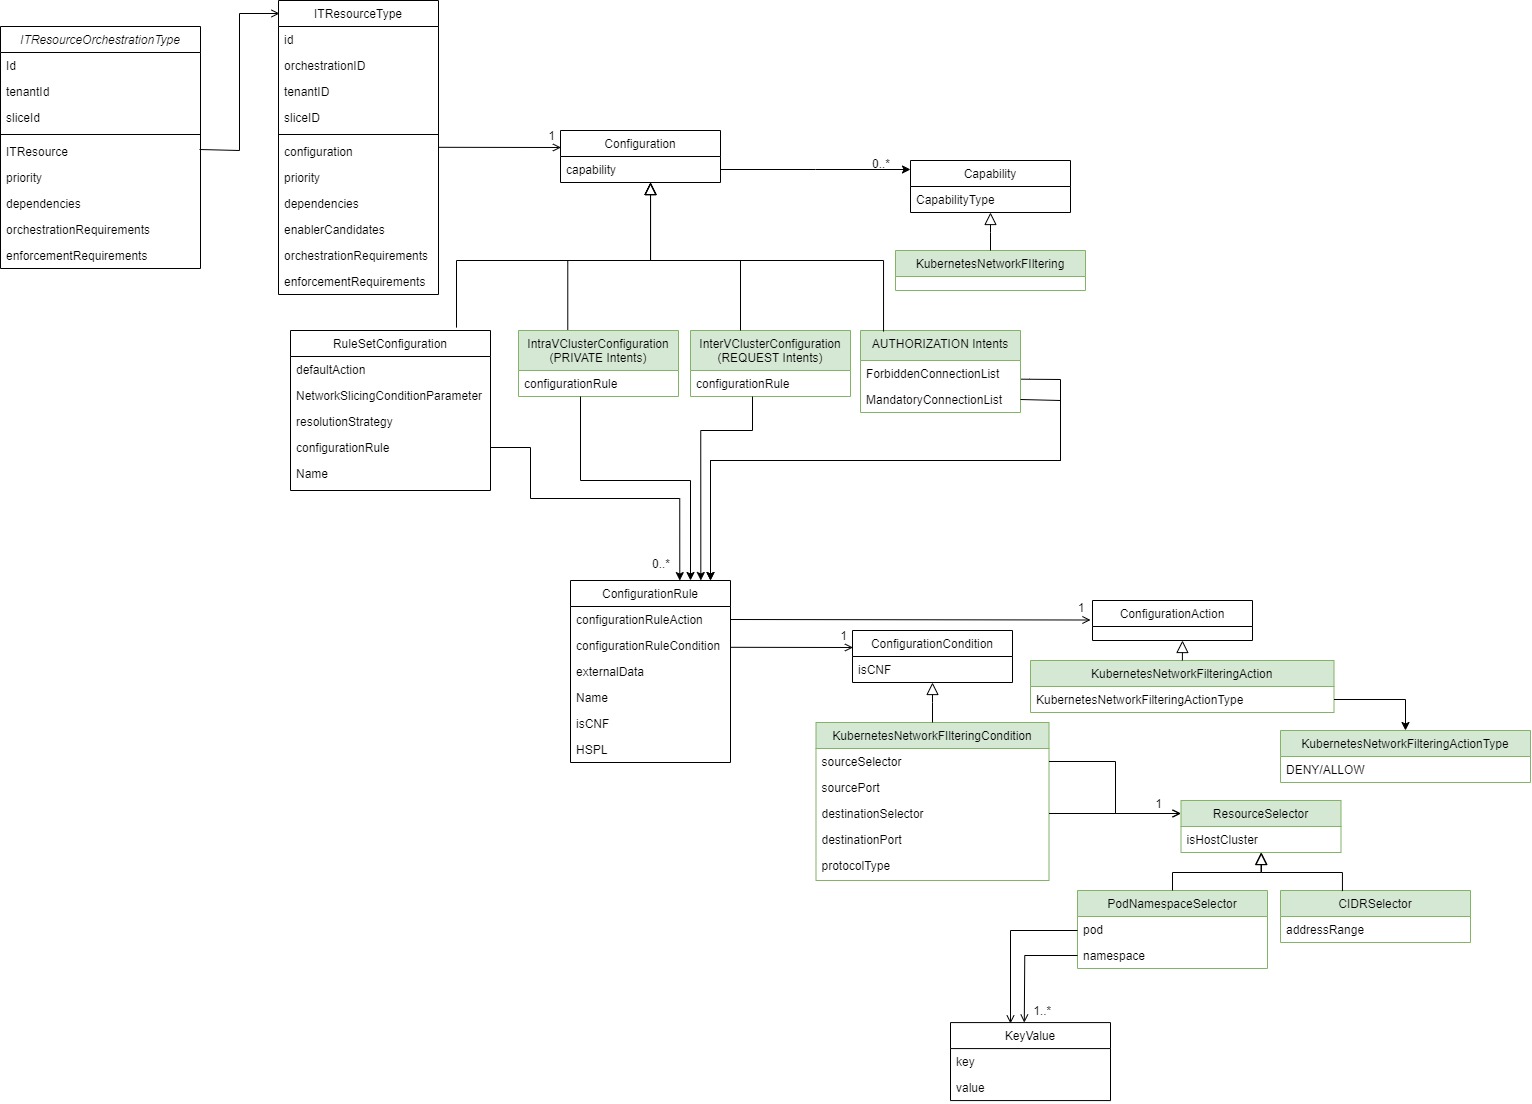 ITResourceOrchestrationType
Id
tenantId
sliceId
ITResource
priority
dependencies
orchestrationRequirements
enforcementRequirements
ITResourceType
id
orchestrationID
tenantID
sliceID
configuration
priority
dependencies
enablerCandidates
orchestrationRequirements
enforcementRequirements
1
Configuration
capability
0..*
Capability
CapabilityType
KubernetesNetworkFIltering
RuleSetConfiguration
defaultAction
NetworkSlicingConditionParameter
resolutionStrategy
configurationRule
Name
IntraVClusterConfiguration
(PRIVATE Intents)
configurationRule
InterVClusterConfiguration
(REQUEST Intents)
configurationRule
AUTHORIZATION Intents
ForbiddenConnectionList
MandatoryConnectionList
0..*
ConfigurationRule
configurationRuleAction
configurationRuleCondition
externalData
Name
isCNF
HSPL
1
ConfigurationCondition
isCNF
1
ConfigurationAction
KubernetesNetworkFilteringAction
KubernetesNetworkFilteringActionType
KubernetesNetworkFilteringActionType
DENY/ALLOW
KubernetesNetworkFIlteringCondition
sourceSelector
sourcePort
destinationSelector
destinationPort
protocolType
1
ResourceSelector
isHostCluster
PodNamespaceSelector
pod
namespace
CIDRSelector
addressRange
1..*
KeyValue
key
value